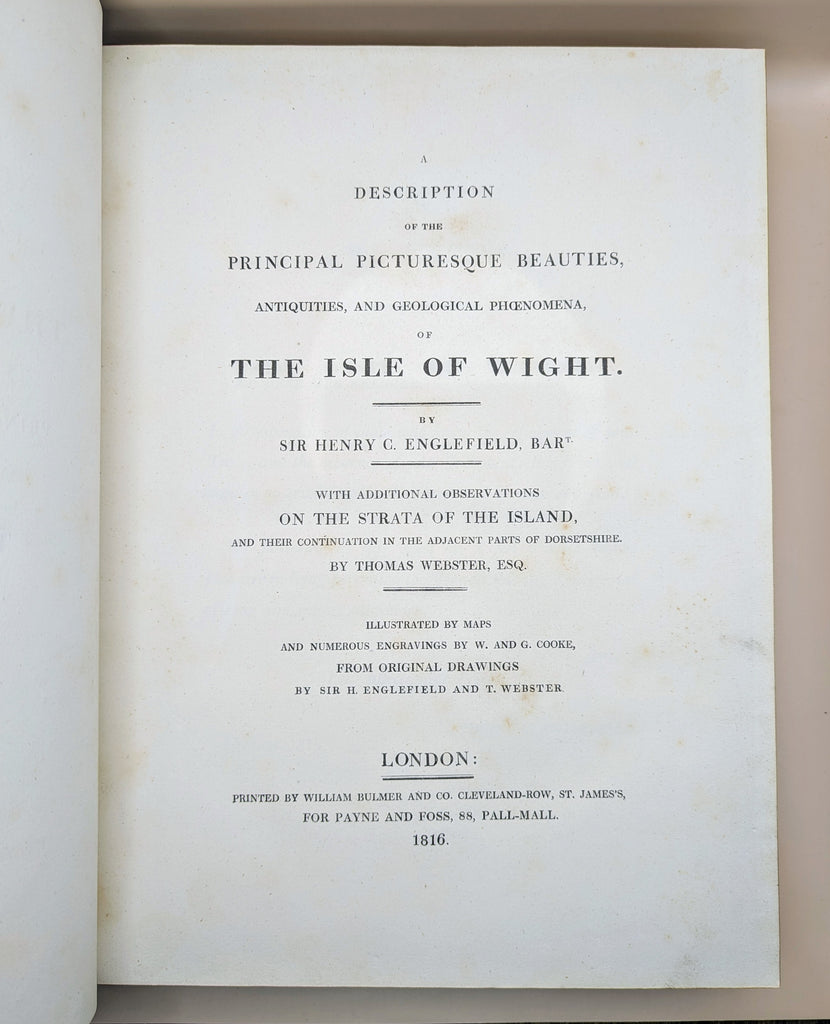 A
DESCRIPTION
OF THE
PRINCIPAL PICTURESQUE BEAUTIES,
ANTIQUITIES, AND GEOLOGICAL PHŒNOMENA,
OF
THE ISLE OF WIGHT.
BY
SIR HENRY C. ENGLEFIELD, BART.
WITH ADDITIONAL OBSERVATIONS
ON THE STRATA OF THE ISLAND,
AND THEIR CONTINUATION IN THE ADJACENT PARTS OF DORSETSHIRE.
BY THOMAS WEBSTER, ESQ.
ILLUSTRATED BY MAPS
AND NUMEROUS ENGRAVINGS BY W. AND G. COOKE,
FROM ORIGINAL DRAWINGS
BY SIR H. ENGLEFIELD AND T. WEBSTER.
LONDON:
PRINTED BY WILLIAM BULMER AND CO. CLEVELAND-ROW, ST. JAMES'S,
FOR PAYNE AND FOSS, 88, PALL-MALL.
1816.